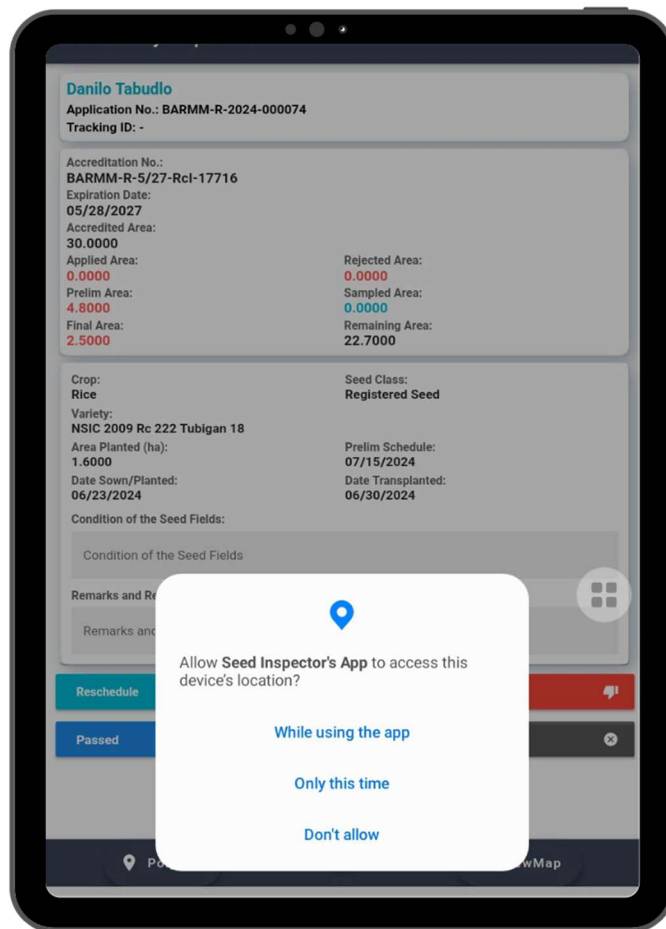 Danilo Tabudlo
Application No.: BARMM-R-2024-000074
Tracking ID: -
Accreditation No.:
BARMM-R-5/27-RcI-17716
Expiration Date:
05/28/2027
Accredited Area:
30.0000
Applied Area:
0.0000
Rejected Area:
0.0000
Prelim Area:
4.8000
Sampled Area:
0.0000
Final Area:
2.5000
Remaining Area:
22.7000
Crop:
Rice
Seed Class:
Registered Seed
Variety:
NSIC 2009 Rc 222 Tubigan 18
Area Planted (ha):
1.6000
Prelim Schedule:
07/15/2024
Date Sown/Planted:
06/23/2024
Date Transplanted:
06/30/2024
Condition of the Seed Fields:
Condition of the Seed Fields
Remarks and
Remarks
Allow Seed Inspector's App to access this
device's location?
While using the app
Only this time
Don't allow
Reschedule
Passed